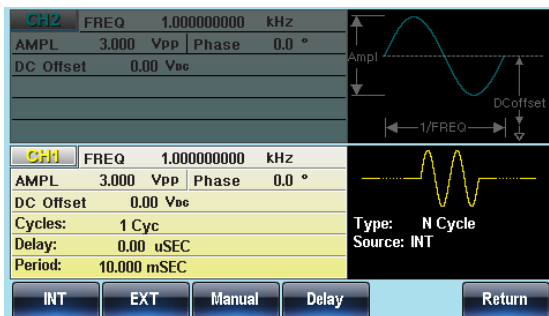 CH2 FREQ 1.000000000 kHz
AMPL 3.000 Vpp Phase 0.0 °
DC Offset 0.00 VDC
Ampl
DCoffset
1/FREQ
CH1 FREQ 1.000000000 kHz
AMPL 3.000 Vpp Phase 0.0 °
DC Offset 0.00 VDC
Cycles: 1 Cyc
Delay: 0.00 uSEC
Period: 10.000 mSEC
Type: N Cycle
Source: INT
INT EXT Manual Delay Return